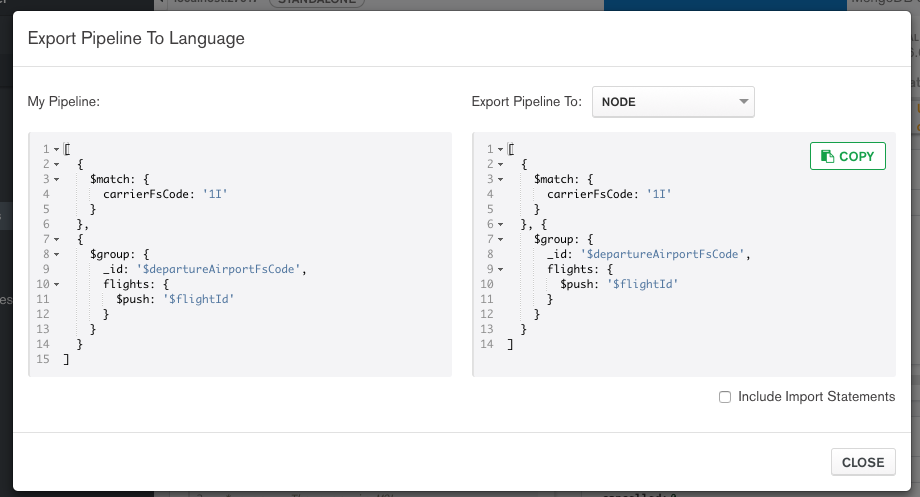 STANDALONE
Export Pipeline To Language
My Pipeline:
Export Pipeline To:
NODE
1 [
2 {
3 $match: {
4 carrierFsCode: '1I'
5 }
6 },
7 {
8 $group: {
9 _id: '$departureAirportFsCode',
10 flights: {
11 $push: '$flightId'
12 }
13 }
14 }
15 ]
COPY
1 [
2 {
3 $match: {
4 carrierFsCode: '1I'
5 }
6 }, {
7 $group: {
8 _id: '$departureAirportFsCode',
9 flights: {
10 $push: '$flightId'
11 }
12 }
13 }
14 ]
Include Import Statements
CLOSE